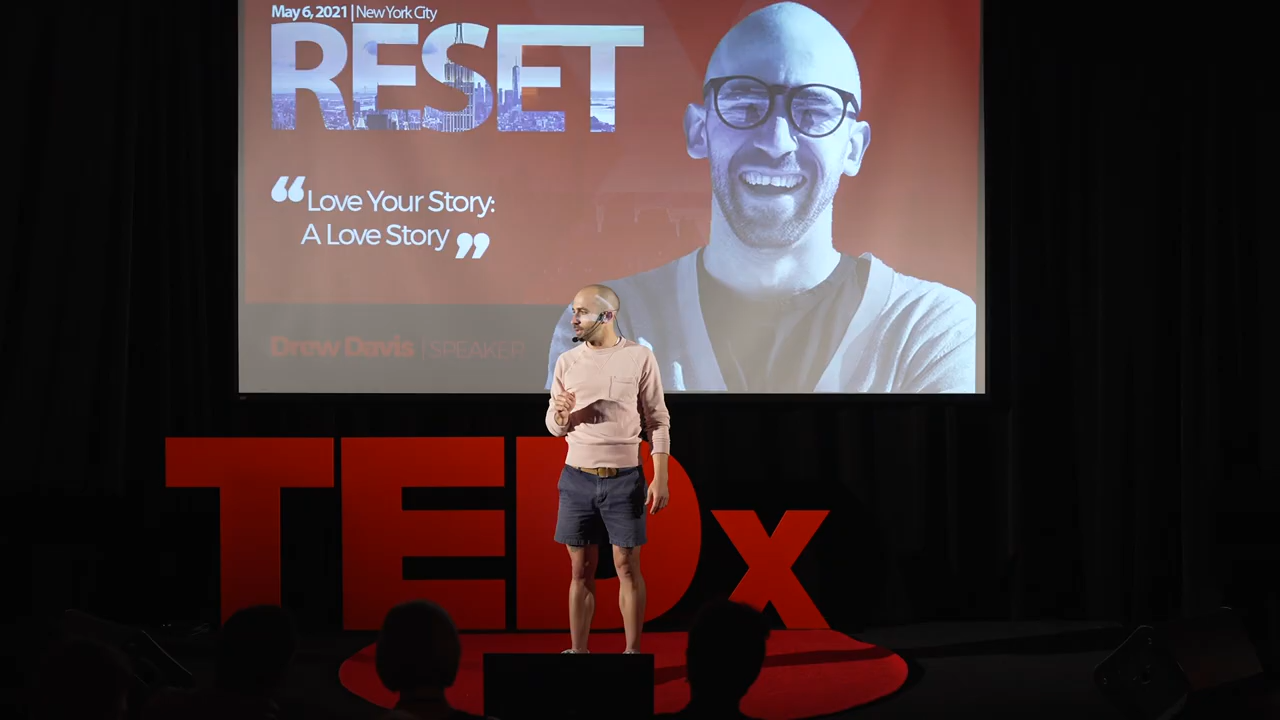 May 6, 2021 | New York City
RESET
“Love Your Story:
A Love Story”
Drew Davis | SPEAKER
TEDx